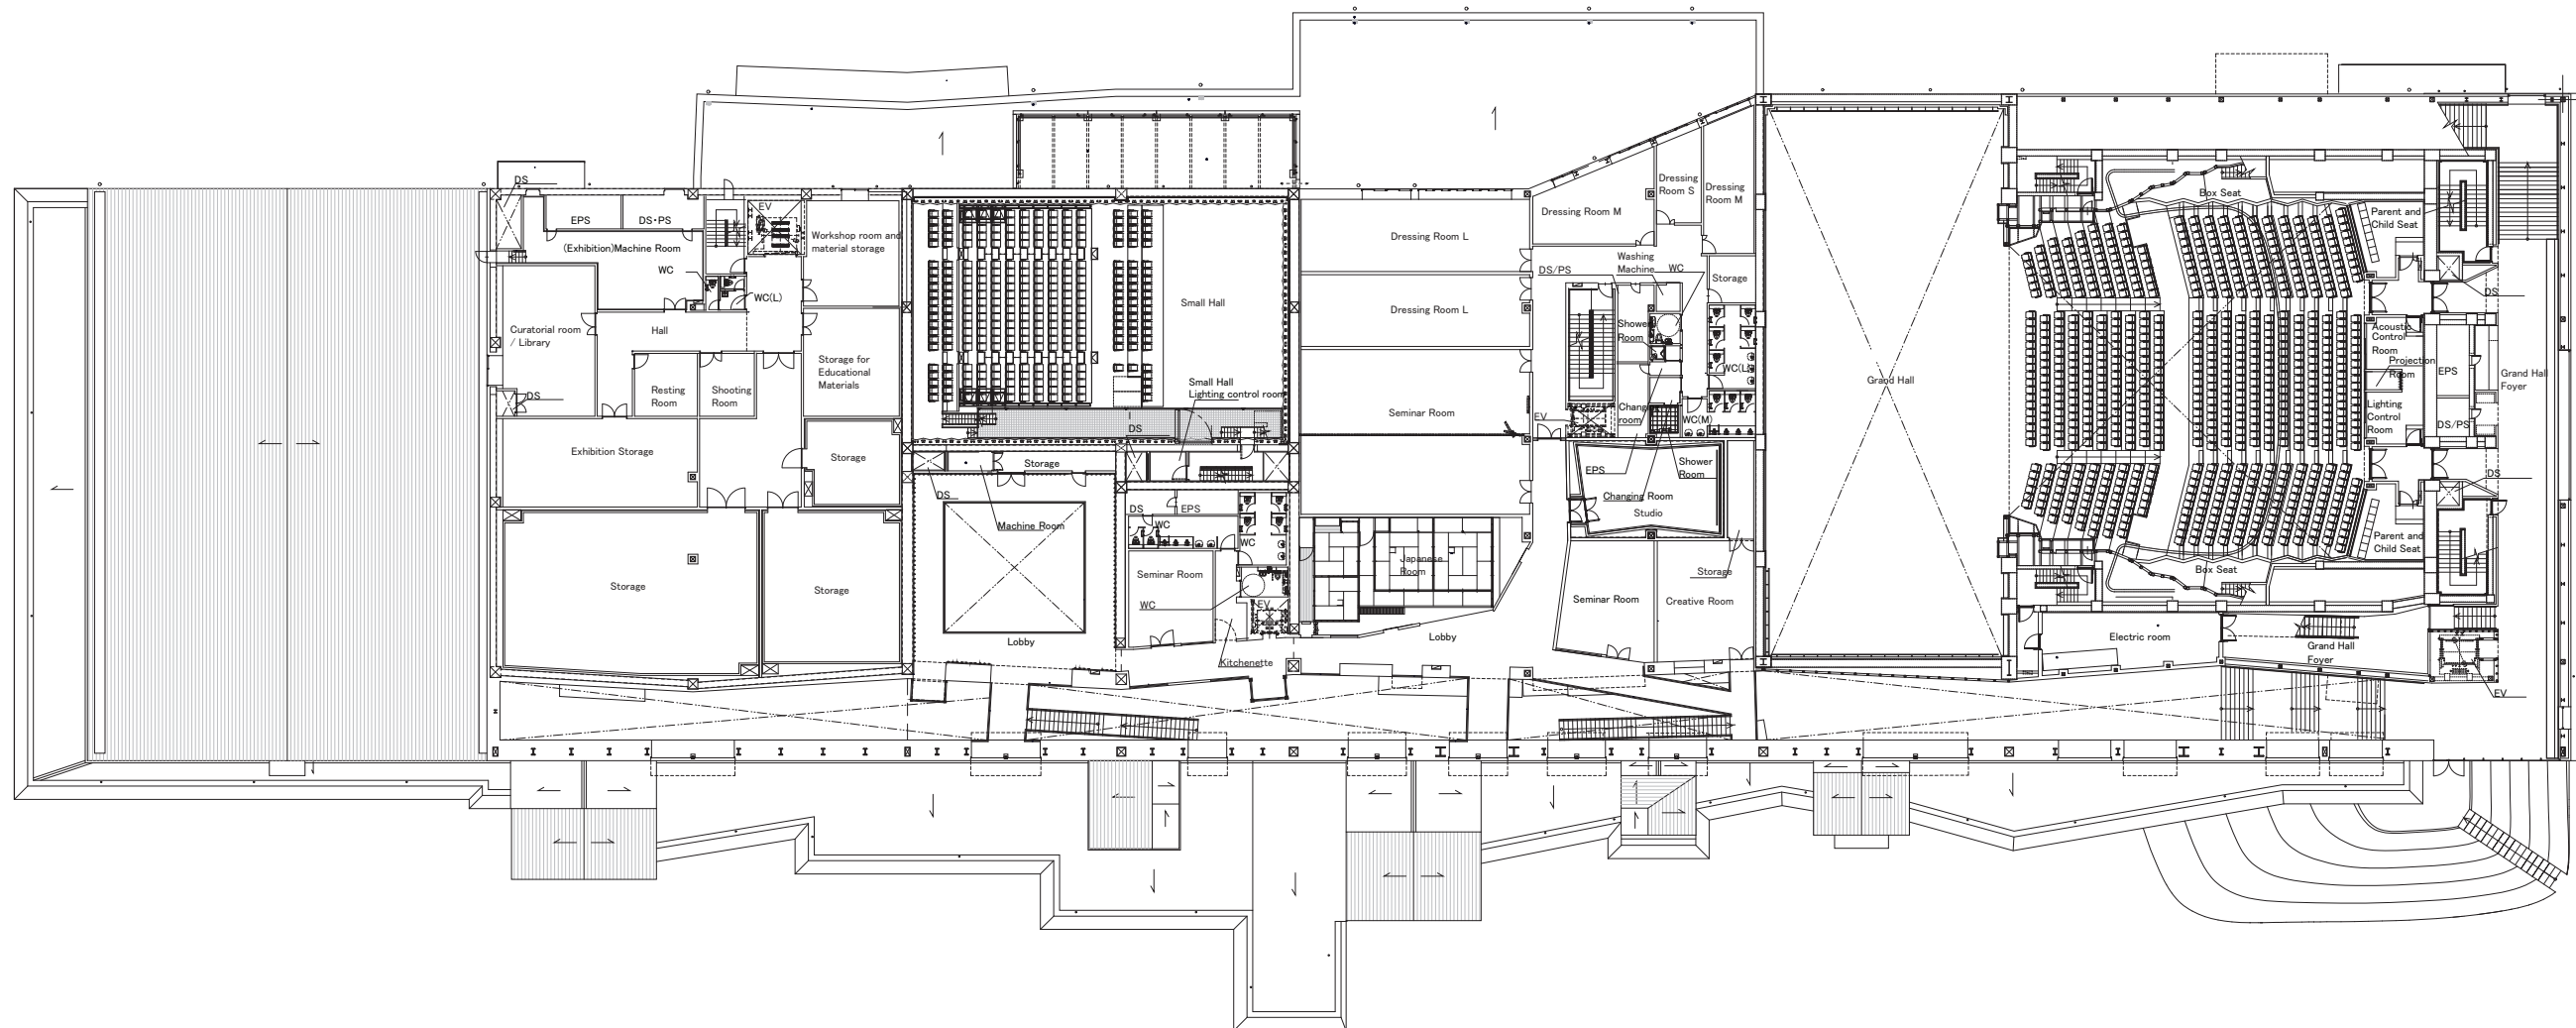 DS
EPS
DS・PS
EV
(Exhibition)Machine Room
Workshop room and
material storage
WC
WC(L)
Curatorial room
/ Library
Hall
DS
Resting
Room
Shooting
Room
Storage for
Educational
Materials
Exhibition Storage
Storage
Storage
Storage
Small Hall
Small Hall
Lighting control room
DS
Storage
DS
Machine Room
Lobby
DS
EPS
WC
WC
Seminar Room
WC
EV
Kitchenette
Dressing Room L
Dressing Room L
Seminar Room
Japanese
Room
Lobby
Dressing Room M
Dressing
Room S
Dressing
Room M
DS/PS
Washing
Machine
WC
Storage
Shower
Room
WC(L)
Changing
room
EV
WC(M)
EPS
Shower
Room
Changing Room
Studio
Storage
Seminar Room
Creative Room
Grand Hall
Box Seat
Parent and
Child Seat
DS
Acoustic
Control
Room
Projection
Room
EPS
Grand Hall
Foyer
Lighting
Control
Room
DS/PS
DS
Parent and
Child Seat
Box Seat
Electric room
Grand Hall
Foyer
EV